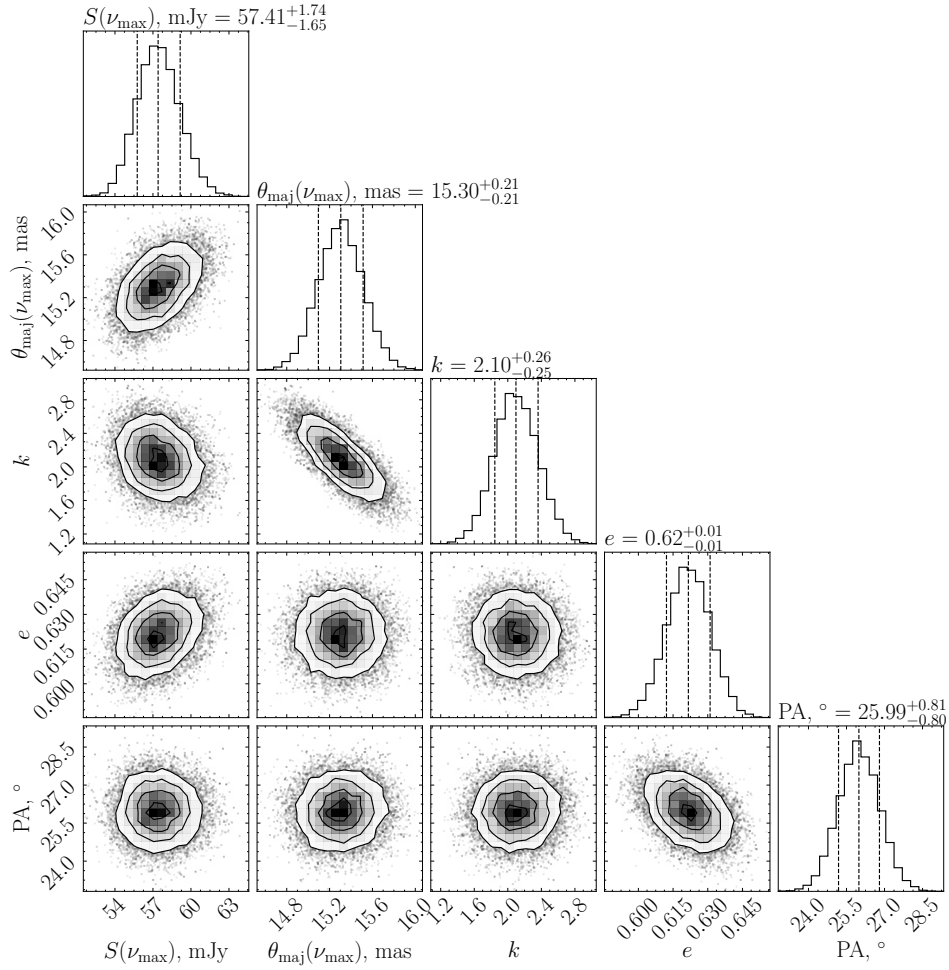 S(ν_max), mJy = 57.41^{+1.74}_{−1.65}
θ_maj(ν_max), mas = 15.30^{+0.21}_{−0.21}
k = 2.10^{+0.26}_{−0.25}
e = 0.62^{+0.01}_{−0.01}
PA, ° = 25.99^{+0.81}_{−0.80}
θ_maj(ν_max), mas
16.0
15.6
15.2
14.8
k
2.8
2.4
2.0
1.6
1.2
e
0.645
0.630
0.615
0.600
PA, °
28.5
27.0
25.5
24.0
54 57 60 63
14.8 15.2 15.6 16.0
1.2 1.6 2.0 2.4 2.8
0.600 0.615 0.630 0.645
24.0 25.5 27.0 28.5
S(ν_max), mJy
θ_maj(ν_max), mas
k
e
PA, °